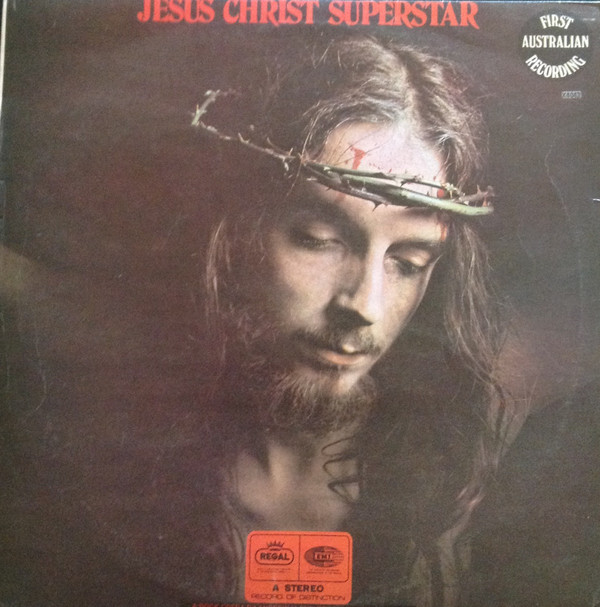 JESUS CHRIST SUPERSTAR
FIRST
AUSTRALIAN
RECORDING
REGAL
EMI
A STEREO
RECORD OF DISTINCTION